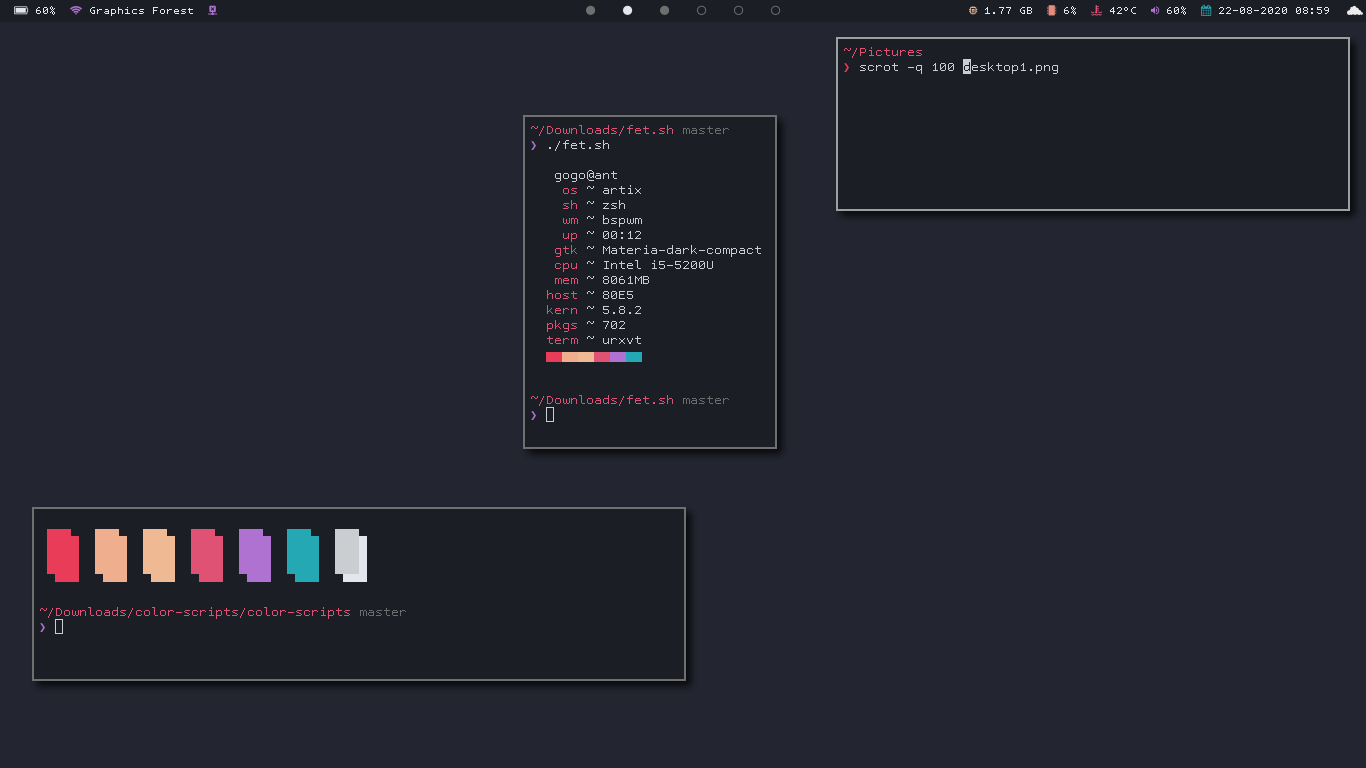 60% Graphics Forest 1.77 GB 6% 42°C 60% 22-08-2020 08:59
~/Pictures
❯ scrot -q 100 desktop1.png
~/Downloads/fet.sh master
❯ ./fet.sh
gogo@ant
os ~ artix
sh ~ zsh
wm ~ bspwm
up ~ 00:12
gtk ~ Materia-dark-compact
cpu ~ Intel i5-5200U
mem ~ 8061MB
host ~ 80E5
kern ~ 5.8.2
pkgs ~ 702
term ~ urxvt
~/Downloads/fet.sh master
❯
~/Downloads/color-scripts/color-scripts master
❯